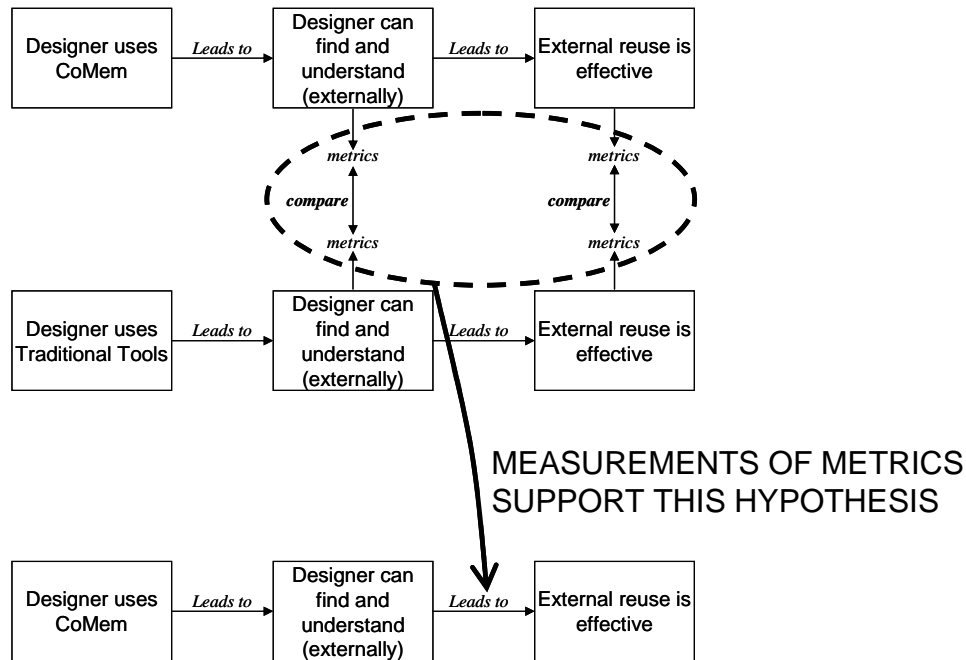 Designer uses
CoMem
Leads to
Designer can
find and
understand
(externally)
Leads to
External reuse is
effective
metrics
compare
metrics
metrics
compare
metrics
Designer uses
Traditional Tools
Leads to
Designer can
find and
understand
(externally)
Leads to
External reuse is
effective
MEASUREMENTS OF METRICS
SUPPORT THIS HYPOTHESIS
Designer uses
CoMem
Leads to
Designer can
find and
understand
(externally)
Leads to
External reuse is
effective